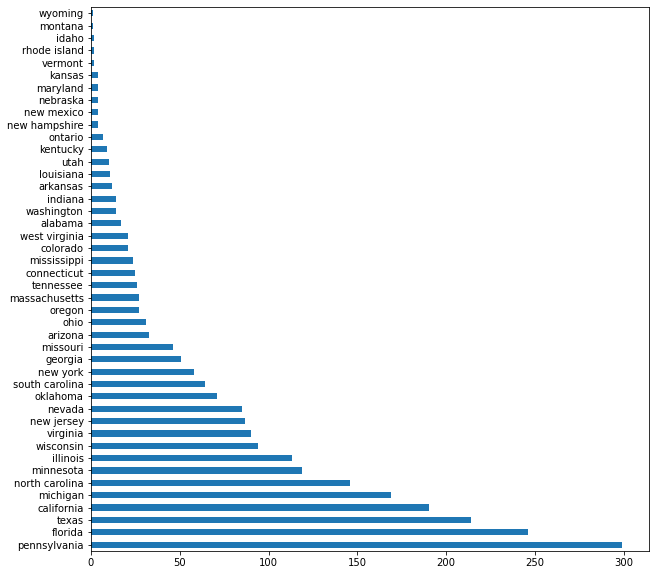 wyoming
montana
idaho
rhode island
vermont
kansas
maryland
nebraska
new mexico
new hampshire
ontario
kentucky
utah
louisiana
arkansas
indiana
washington
alabama
west virginia
colorado
mississippi
connecticut
tennessee
massachusetts
oregon
ohio
arizona
missouri
georgia
new york
south carolina
oklahoma
nevada
new jersey
virginia
wisconsin
illinois
minnesota
north carolina
michigan
california
texas
florida
pennsylvania
0 50 100 150 200 250 300